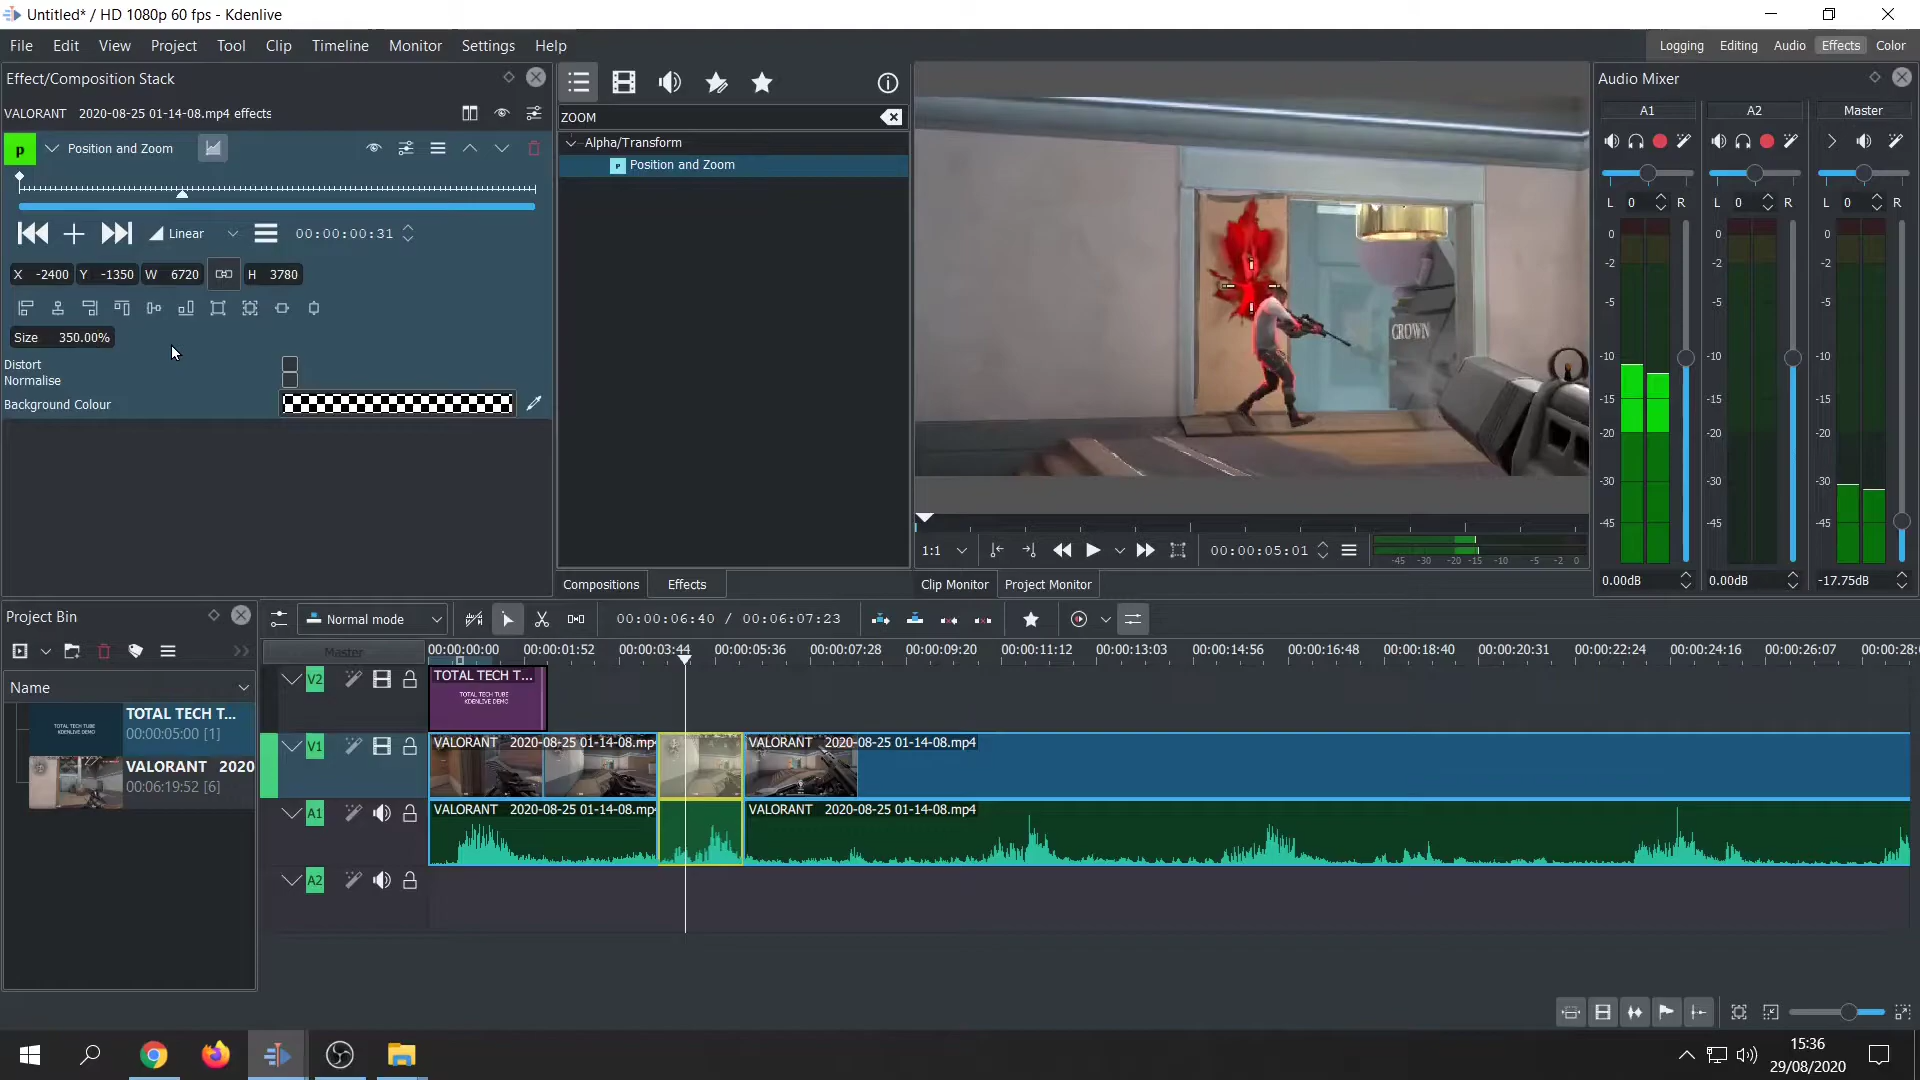 Untitled* / HD 1080p 60 fps - Kdenlive
File Edit View Project Tool Clip Timeline Monitor Settings Help
Logging Editing Audio Effects Color
Effect/Composition Stack
VALORANT 2020-08-25 01-14-08.mp4 effects
p Position and Zoom
Linear 00:00:00:31
X -2400 Y -1350 W 6720 H 3780
Size 350.00%
Distort
Normalise
Background Colour
ZOOM
Alpha/Transform
p Position and Zoom
Compositions Effects
CROWN
1:1 00:00:05:01
-45 -30 -20 -15 -10 -5 -2 0
Clip Monitor Project Monitor
Audio Mixer
A1 A2 Master
L 0 R L 0 R L 0 R
0 0 0
-2 -2 -2
-5 -5 -5
-10 -10 -10
-15 -15 -15
-20 -20 -20
-30 -30 -30
-45 -45 -45
0.00dB 0.00dB -17.75dB
Project Bin
Name
TOTAL TECH TUBE
KDENLIVE DEMO
TOTAL TECH T...
00:00:05:00 [1]
VALORANT 2020
00:06:19:52 [6]
Normal mode 00:00:06:40 / 00:06:07:23
Master
00:00:00:00 00:00:01:52 00:00:03:44 00:00:05:36 00:00:07:28 00:00:09:20 00:00:11:12 00:00:13:03 00:00:14:56 00:00:16:48 00:00:18:40 00:00:20:31 00:00:22:24 00:00:24:16 00:00:26:07 00:00:28:0
V2
TOTAL TECH T...
TOTAL TECH TUBE
KDENLIVE DEMO
V1
VALORANT 2020-08-25 01-14-08.mp VALORANT 2020-08-25 01-14-08.mp4
A1
VALORANT 2020-08-25 01-14-08.mp VALORANT 2020-08-25 01-14-08.mp4
A2
15:36
29/08/2020